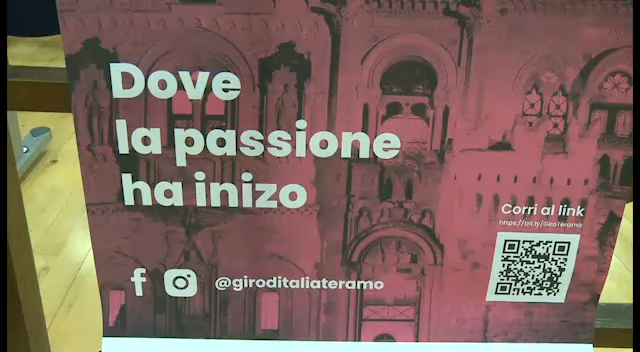 Dove
la passione
ha inizo
Corri al link
https://bit.ly/GiroTeramo
@giroditaliateramo